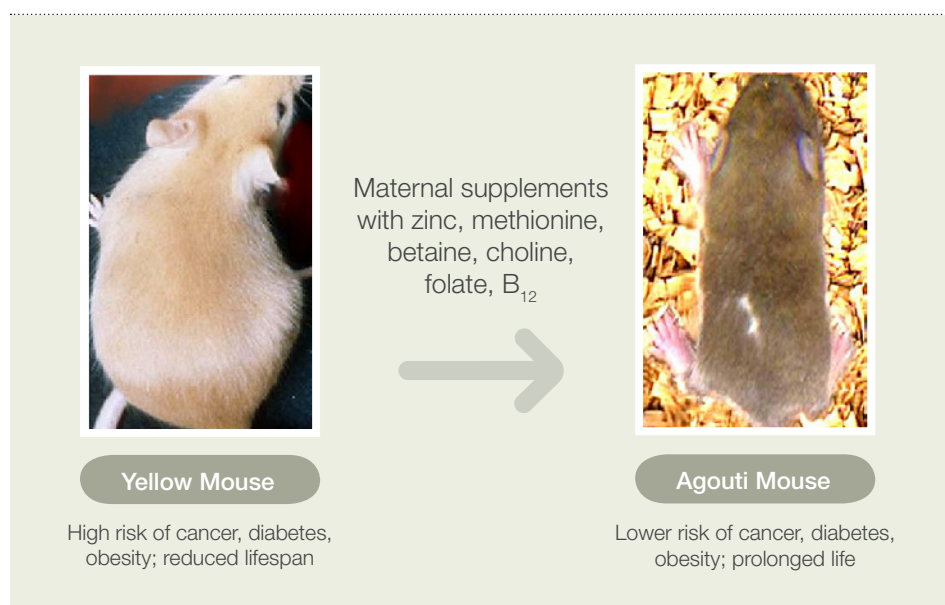 Maternal supplements
with zinc, methionine,
betaine, choline,
folate, B₁₂
Yellow Mouse
High risk of cancer, diabetes,
obesity; reduced lifespan
Agouti Mouse
Lower risk of cancer, diabetes,
obesity; prolonged life